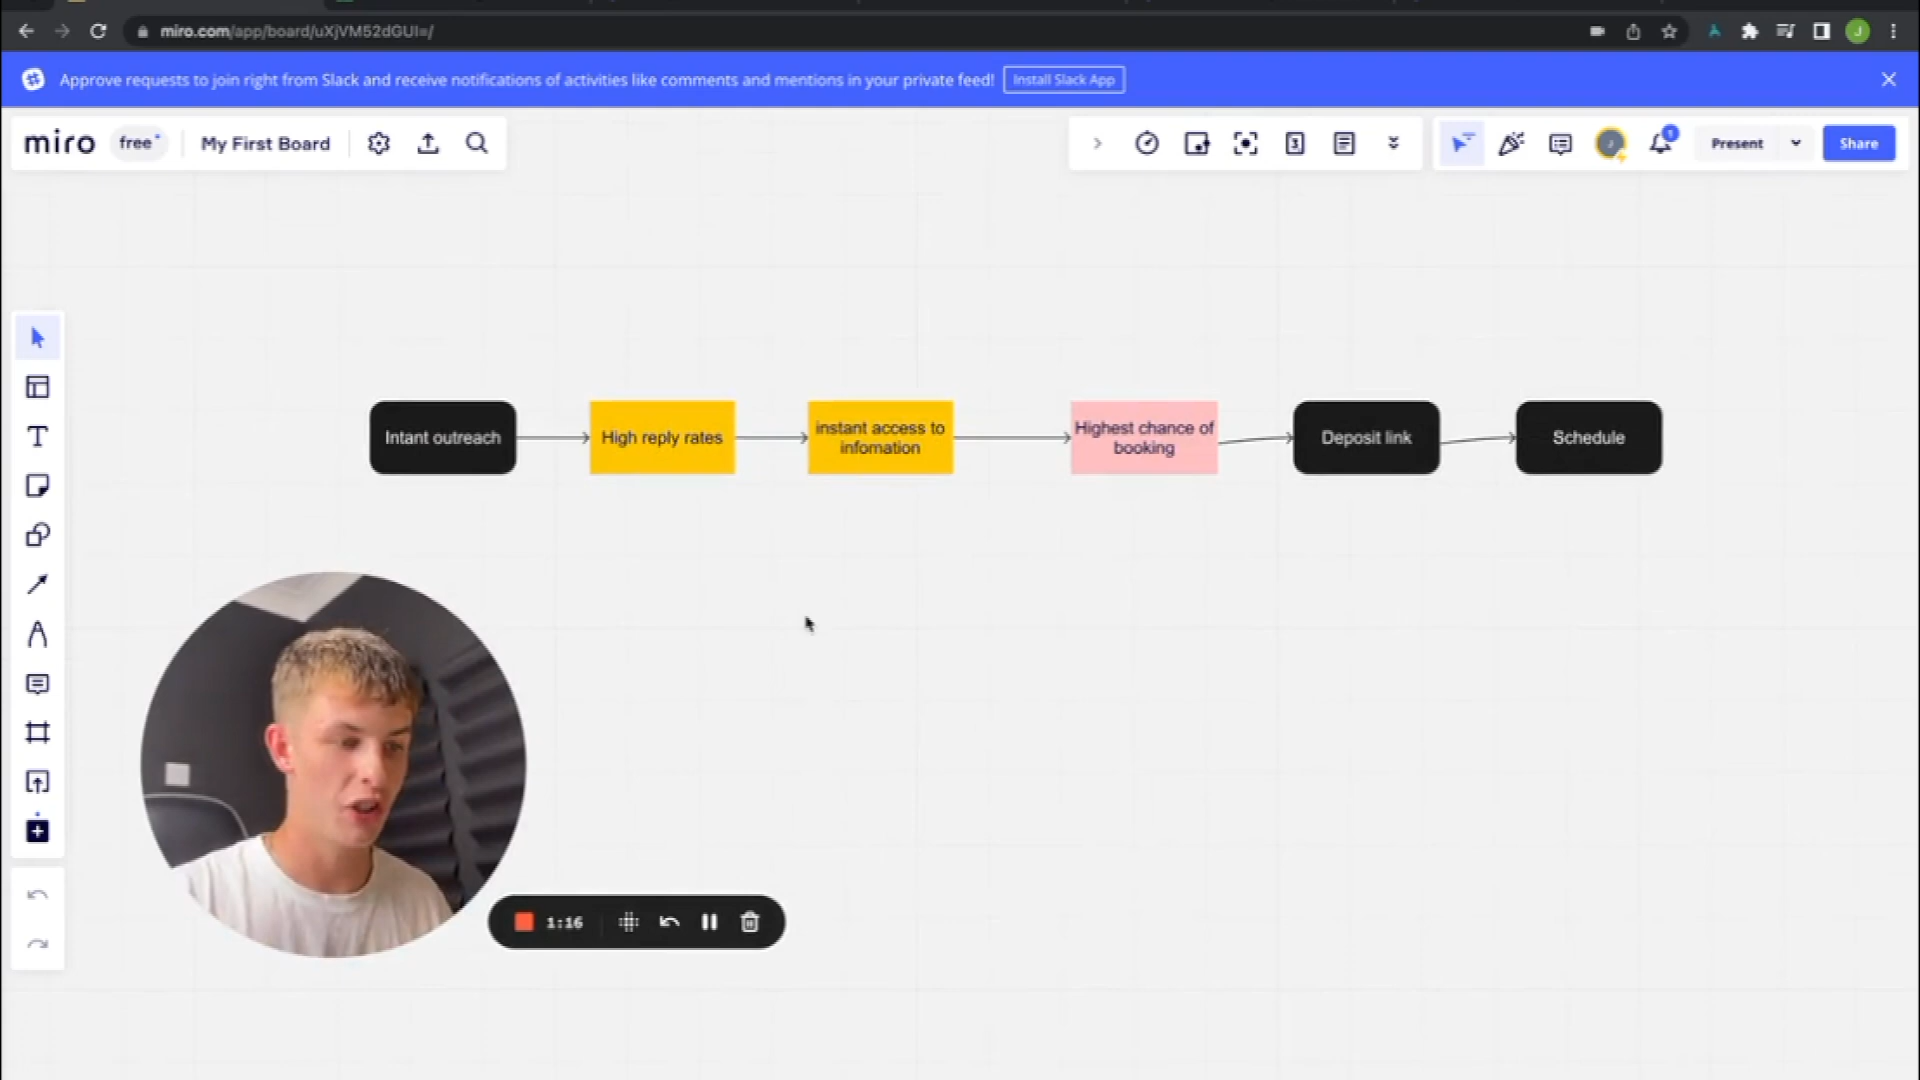 miro.com/app/board/uXjVM52dGUI=/
J
Approve requests to join right from Slack and receive notifications of activities like comments and mentions in your private feed! Install Slack App
miro free My First Board
3
1
Present Share
Intant outreach
High reply rates
instant access to
infomation
Highest chance of
booking
Deposit link
Schedule
1:16